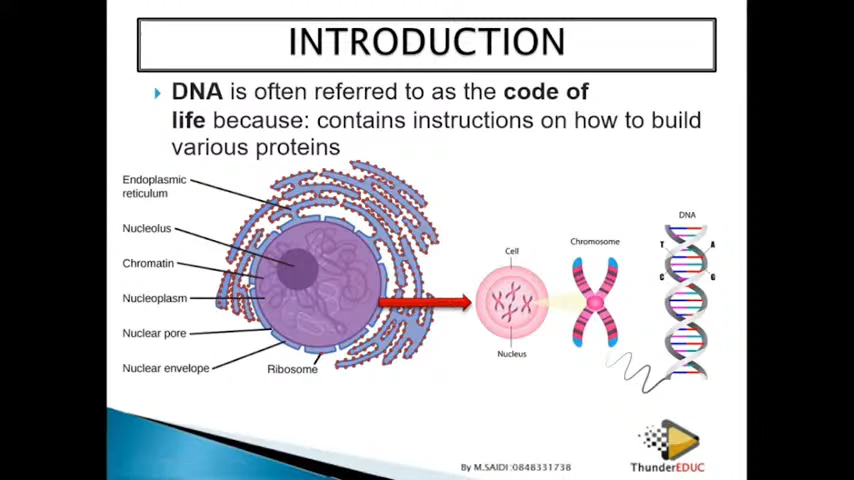 INTRODUCTION
DNA is often referred to as the code of
life because: contains instructions on how to build
various proteins
Endoplasmic
reticulum
Nucleolus
Chromatin
Nucleoplasm
Nuclear pore
Nuclear envelope
Ribosome
Cell
Nucleus
Chromosome
DNA
T
A
C
G
By M.SAIDI :0848331738
ThunderEDUC